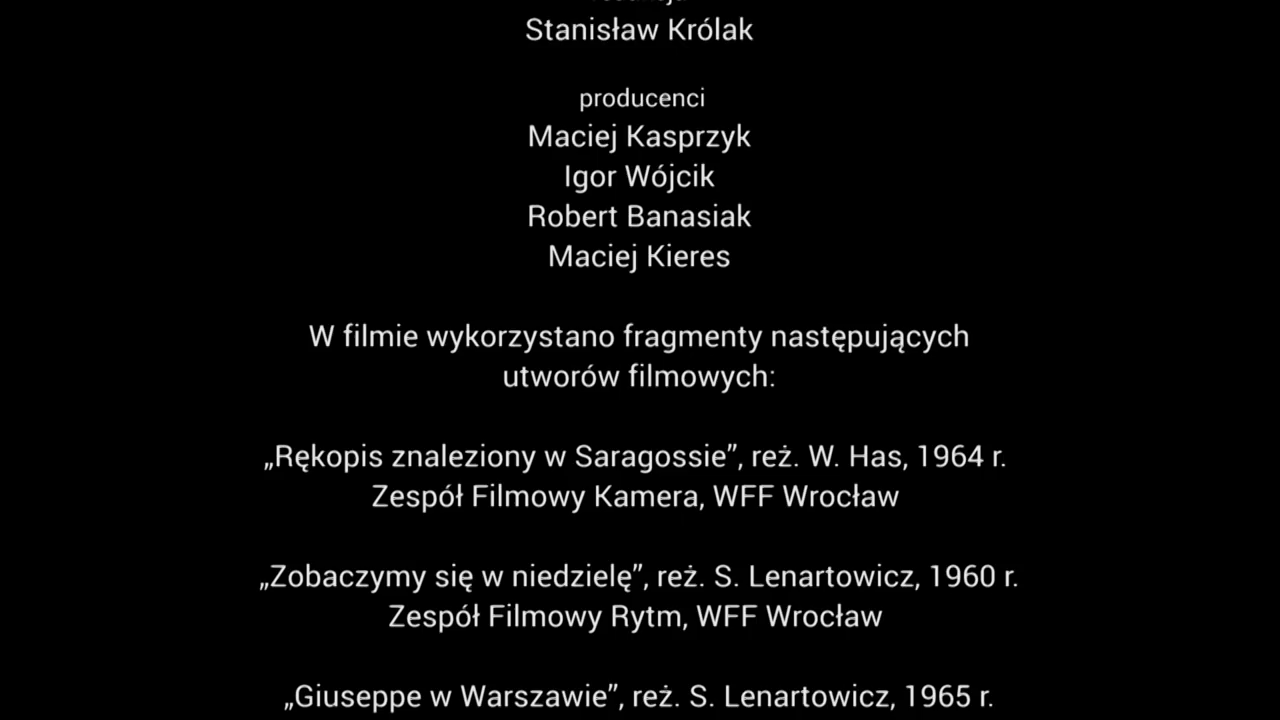 Stanisław Królak
producenci
Maciej Kasprzyk
Igor Wójcik
Robert Banasiak
Maciej Kieres
W filmie wykorzystano fragmenty następujących
utworów filmowych:
„Rękopis znaleziony w Saragossie”, reż. W. Has, 1964 r.
Zespół Filmowy Kamera, WFF Wrocław
„Zobaczymy się w niedzielę”, reż. S. Lenartowicz, 1960 r.
Zespół Filmowy Rytm, WFF Wrocław
„Giuseppe w Warszawie”, reż. S. Lenartowicz, 1965 r.